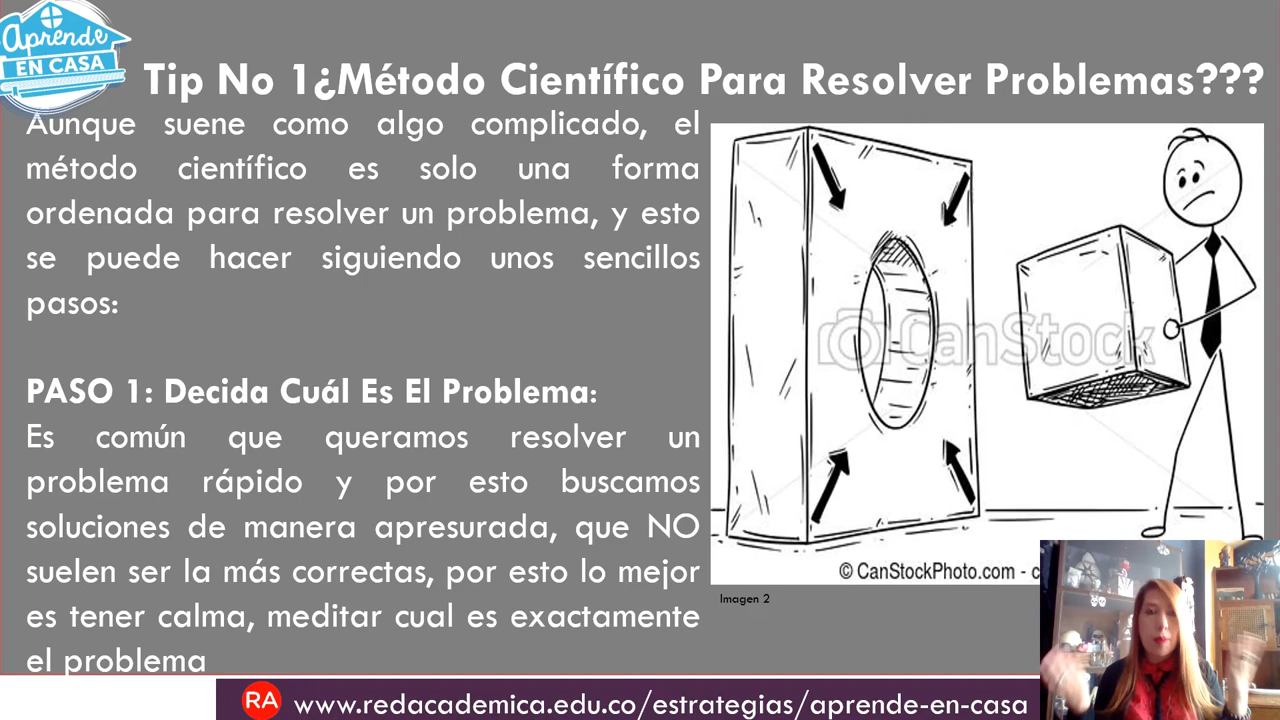 Aprende
EN CASA
Tip No 1¿Método Científico Para Resolver Problemas???
Aunque suene como algo complicado, el
método científico es solo una forma
ordenada para resolver un problema, y esto
se puede hacer siguiendo unos sencillos
pasos:
PASO 1: Decida Cuál Es El Problema:
Es común que queramos resolver un
problema rápido y por esto buscamos
soluciones de manera apresurada, que NO
suelen ser la más correctas, por esto lo mejor
es tener calma, meditar cual es exactamente
el problema
CanStock
© CanStockPhoto.com - c
Imagen 2
RA www.redacademica.edu.co/estrategias/aprende-en-casa